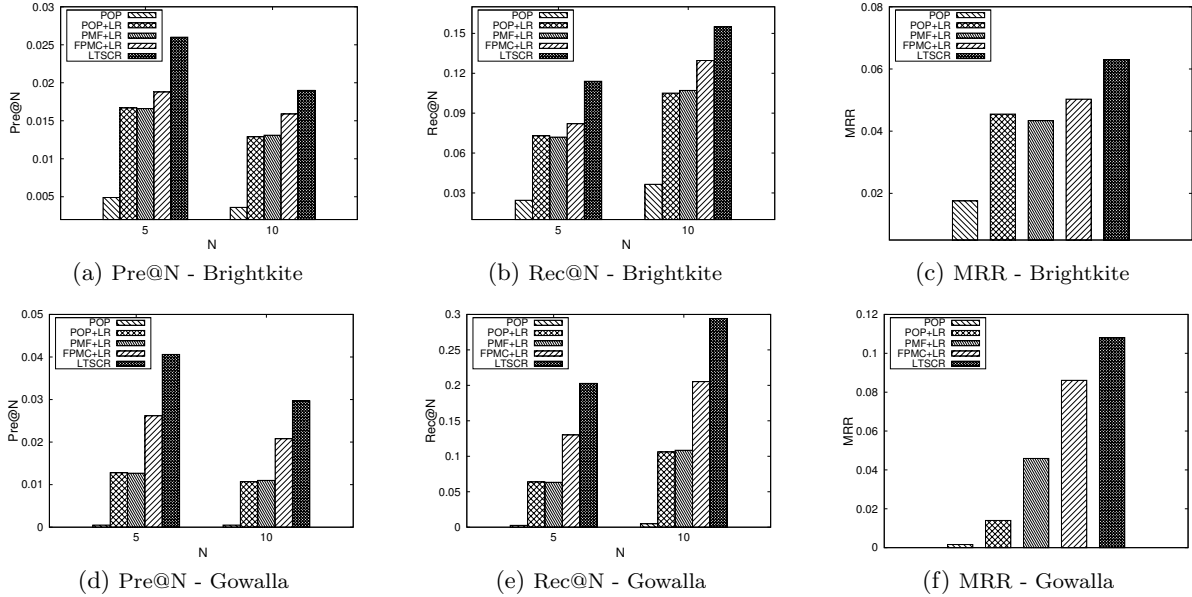 0.03
0.025
0.02
0.015
0.01
0.005
Pre@N
POP
POP+LR
PMF+LR
FPMC+LR
LTSCR
5
10
N
(a) Pre@N - Brightkite
0.15
0.12
0.09
0.06
0.03
Rec@N
POP
POP+LR
PMF+LR
FPMC+LR
LTSCR
5
10
N
(b) Rec@N - Brightkite
0.08
0.06
0.04
0.02
MRR
POP
POP+LR
PMF+LR
FPMC+LR
LTSCR
(c) MRR - Brightkite
0.05
0.04
0.03
0.02
0.01
0
Pre@N
POP
POP+LR
PMF+LR
FPMC+LR
LTSCR
5
10
N
(d) Pre@N - Gowalla
0.3
0.25
0.2
0.15
0.1
0.05
0
Rec@N
POP
POP+LR
PMF+LR
FPMC+LR
LTSCR
5
10
N
(e) Rec@N - Gowalla
0.12
0.1
0.08
0.06
0.04
0.02
0
MRR
POP
POP+LR
PMF+LR
FPMC+LR
LTSCR
(f) MRR - Gowalla